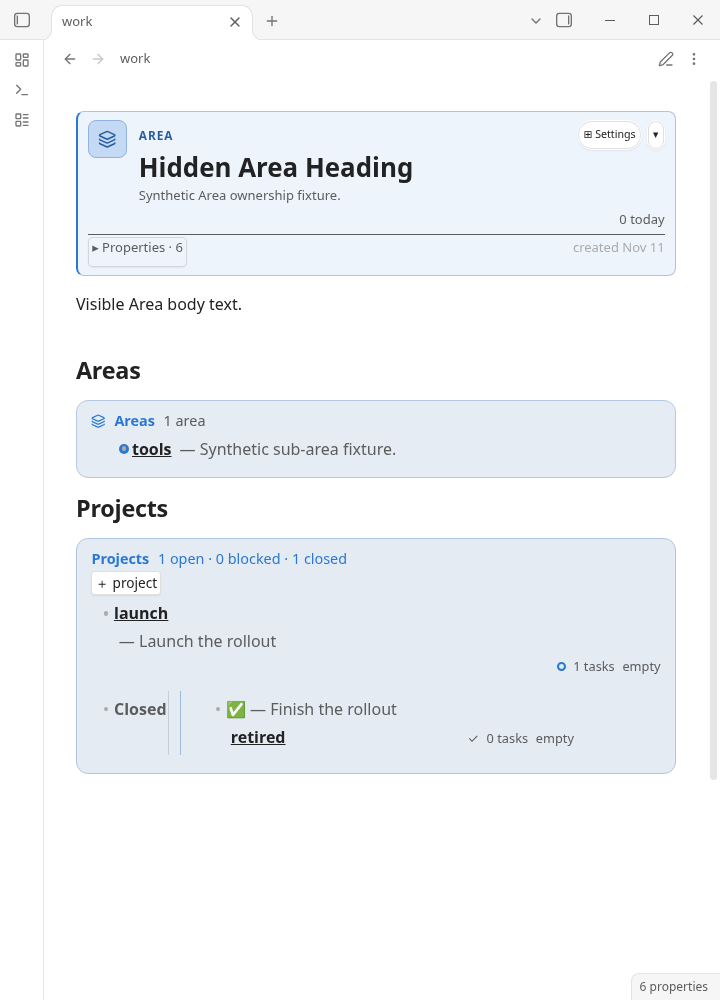 work
work
AREA
⊞ Settings ▾
Hidden Area Heading
Synthetic Area ownership fixture.
0 today
▸ Properties · 6
created Nov 11
Visible Area body text.
Areas
Areas 1 area
tools — Synthetic sub-area fixture.
Projects
Projects 1 open · 0 blocked · 1 closed
+ project
• launch
— Launch the rollout
1 tasks empty
• Closed
• ✅ — Finish the rollout
retired
✓ 0 tasks empty
6 properties